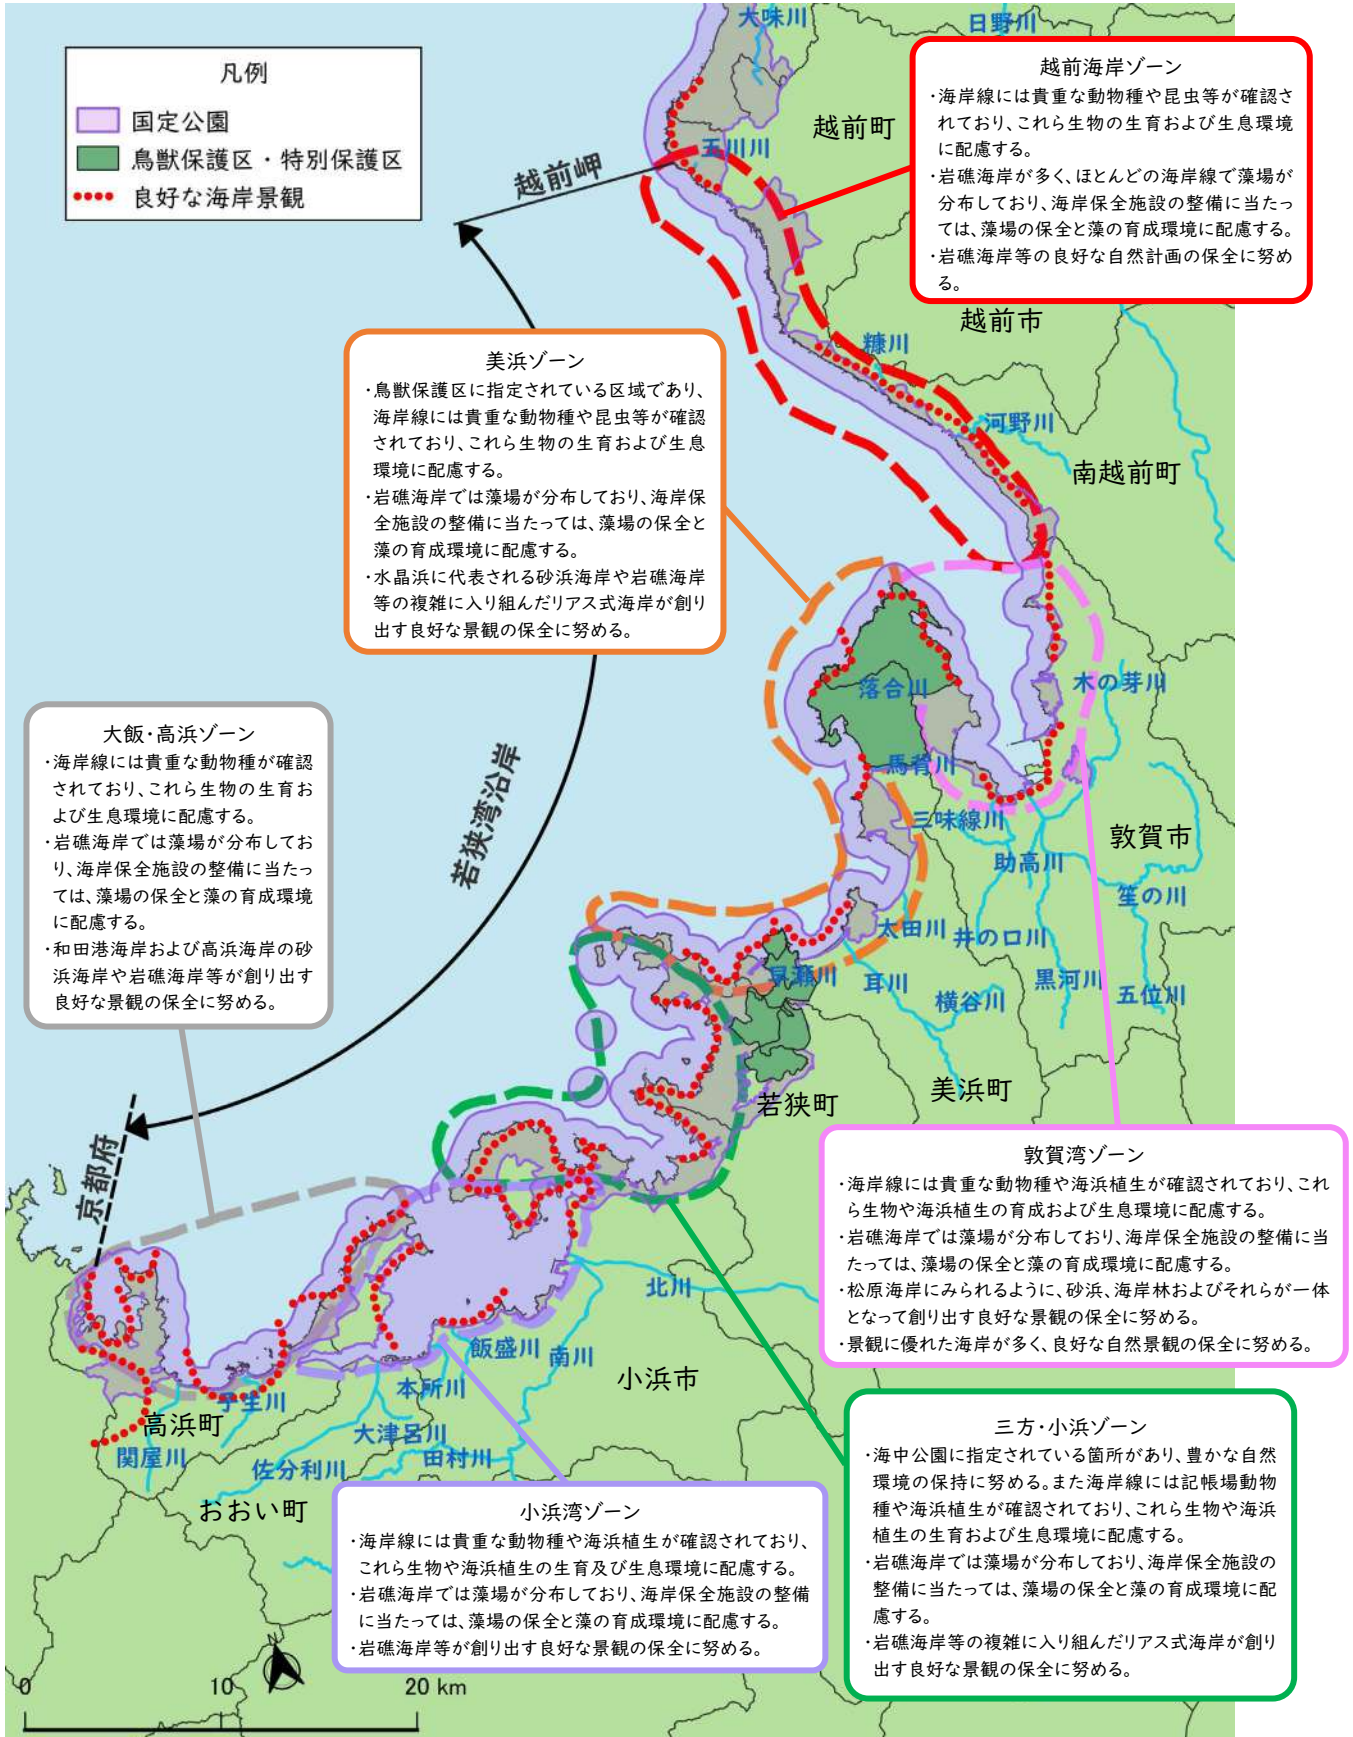 凡例
国定公園
鳥獣保護区・特別保護区
良好な海岸景観
大味川
日野川
越前町
玉川川
越前岬
越前海岸ゾーン
・海岸線には貴重な動物種や昆虫等が確認さ
れており、これら生物の生育および生息環境
に配慮する。
・岩礁海岸が多く、ほとんどの海岸線で藻場が
分布しており、海岸保全施設の整備に当たっ
ては、藻場の保全と藻の育成環境に配慮する。
・岩礁海岸等の良好な自然計画の保全に努め
る。
越前市
糠川
河野川
南越前町
美浜ゾーン
・鳥獣保護区に指定されている区域であり、
海岸線には貴重な動物種や昆虫等が確認
されており、これら生物の生育および生息
環境に配慮する。
・岩礁海岸では藻場が分布しており、海岸保
全施設の整備に当たっては、藻場の保全と
藻の育成環境に配慮する。
・水晶浜に代表される砂浜海岸や岩礁海岸
等の複雑に入り組んだリアス式海岸が創り
出す良好な景観の保全に努める。
落合川
木の芽川
馬背川
三味線川
助高川
敦賀市
笙の川
太田川
井の口川
早瀬川
耳川
横谷川
黒河川
五位川
若狭湾沿岸
大飯・高浜ゾーン
・海岸線には貴重な動物種が確認
されており、これら生物の生育お
よび生息環境に配慮する。
・岩礁海岸では藻場が分布してお
り、海岸保全施設の整備に当たっ
ては、藻場の保全と藻の育成環境
に配慮する。
・和田港海岸および高浜海岸の砂
浜海岸や岩礁海岸等が創り出す
良好な景観の保全に努める。
美浜町
若狭町
京都府
敦賀湾ゾーン
・海岸線には貴重な動物種や海浜植生が確認されており、これ
ら生物や海浜植生の育成および生息環境に配慮する。
・岩礁海岸では藻場が分布しており、海岸保全施設の整備に当
たっては、藻場の保全と藻の育成環境に配慮する。
・松原海岸にみられるように、砂浜、海岸林およびそれらが一体
となって創り出す良好な景観の保全に努める。
・景観に優れた海岸が多く、良好な自然景観の保全に努める。
北川
飯盛川
南川
小浜市
本所川
子生川
高浜町
大津呂川
関屋川
佐分利川
田村川
おおい町
三方・小浜ゾーン
・海中公園に指定されている箇所があり、豊かな自然
環境の保持に努める。また海岸線には記帳場動物
種や海浜植生が確認されており、これら生物や海浜
植生の生育および生息環境に配慮する。
・岩礁海岸では藻場が分布しており、海岸保全施設の
整備に当たっては、藻場の保全と藻の育成環境に配
慮する。
・岩礁海岸等の複雑に入り組んだリアス式海岸が創り
出す良好な景観の保全に努める。
小浜湾ゾーン
・海岸線には貴重な動物種や海浜植生が確認されており、
これら生物や海浜植生の生育及び生息環境に配慮する。
・岩礁海岸では藻場が分布しており、海岸保全施設の整備
に当たっては、藻場の保全と藻の育成環境に配慮する。
・岩礁海岸等が創り出す良好な景観の保全に努める。
0 10 20 km